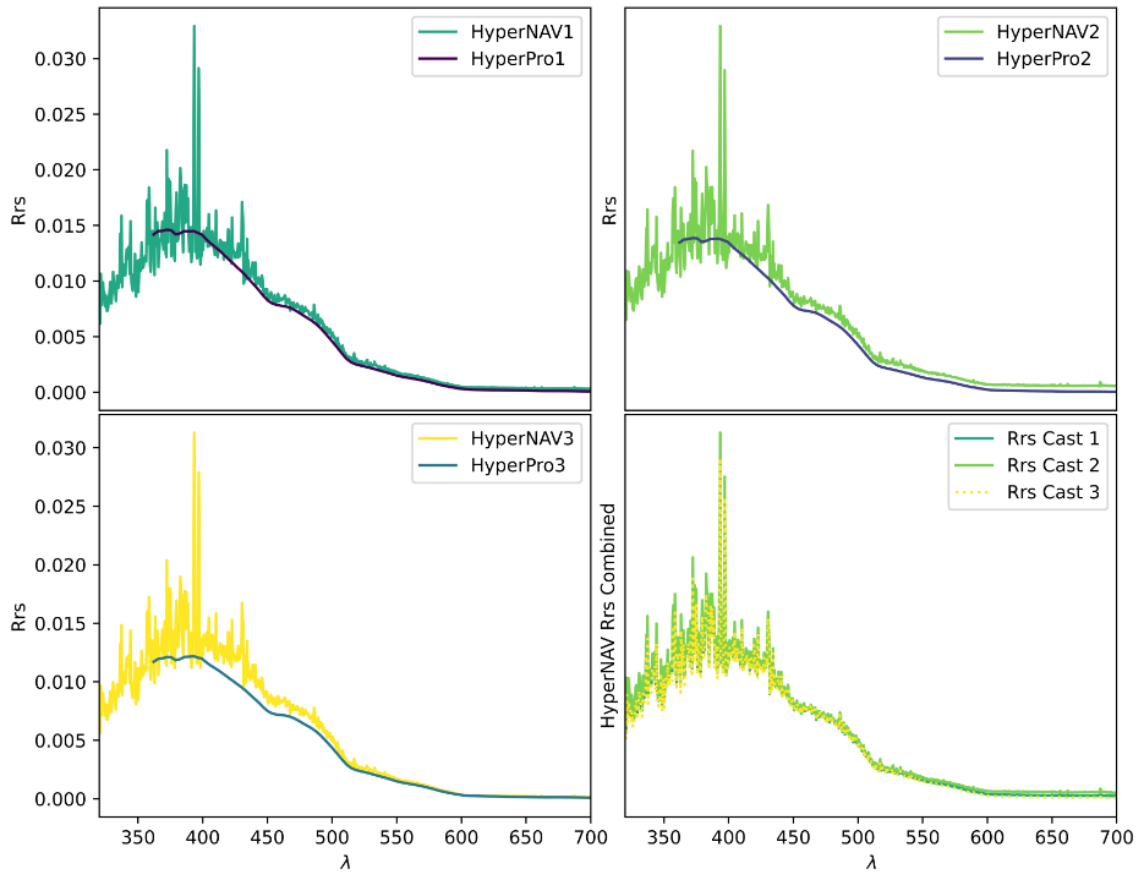 HyperNAV1
HyperPro1
0.030
0.025
0.020
0.015
0.010
0.005
0.000
Rrs
HyperNAV2
HyperPro2
Rrs
HyperNAV3
HyperPro3
0.030
0.025
0.020
0.015
0.010
0.005
0.000
Rrs
350 400 450 500 550 600 650 700
λ
Rrs Cast 1
Rrs Cast 2
Rrs Cast 3
HyperNAV Rrs Combined
350 400 450 500 550 600 650 700
λ